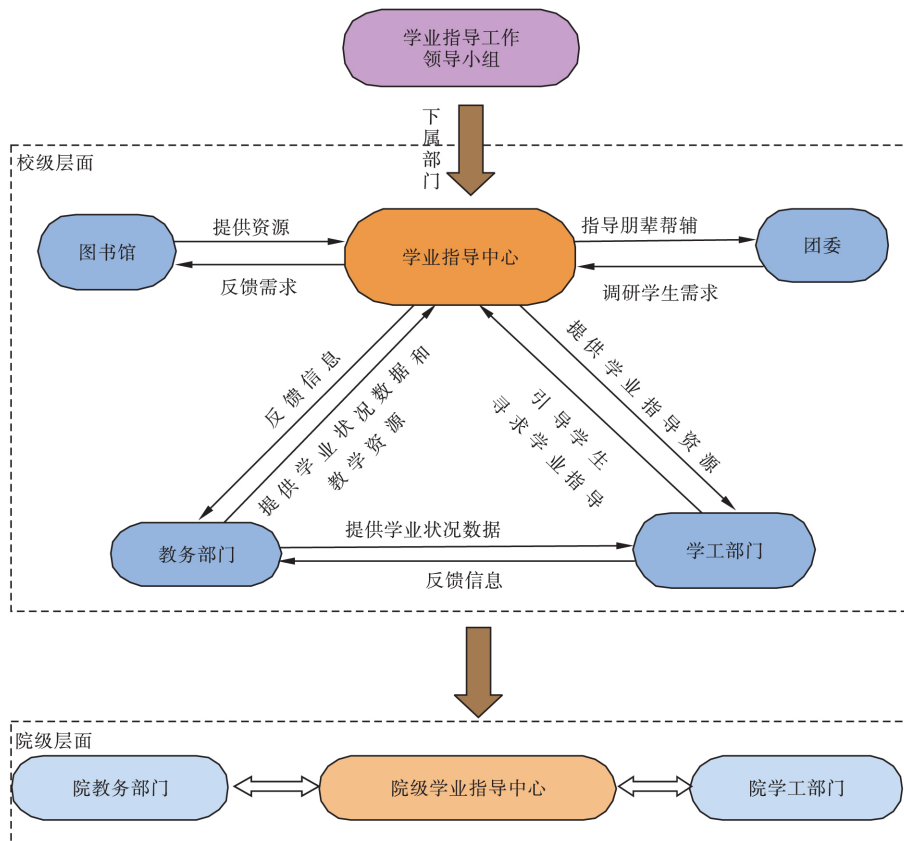 学业指导工作
领导小组
下属部门
校级层面
图书馆
提供资源
反馈需求
学业指导中心
指导朋辈帮辅
调研学生需求
团委
反馈信息
提供学业状况数据和
教学资源
引导学生
寻求学业指导
提供学业指导资源
教务部门
提供学业状况数据
反馈信息
学工部门
院级层面
院教务部门
院级学业指导中心
院学工部门